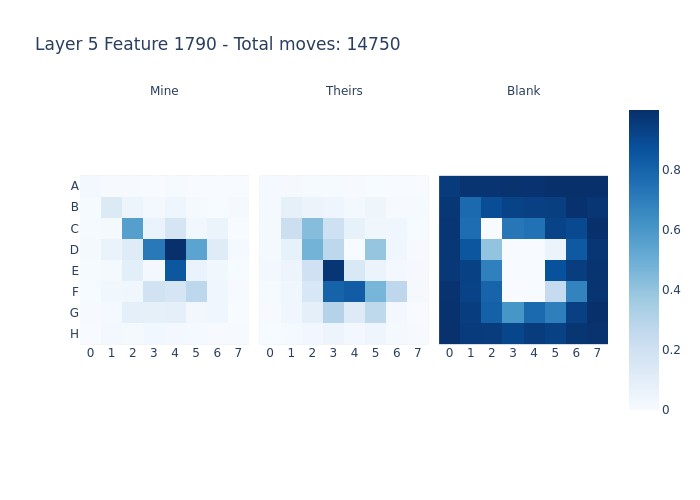 Layer 5 Feature 1790 - Total moves: 14750
Mine Theirs Blank
A
B
C
D
E
F
G
H
0 1 2 3 4 5 6 7 0 1 2 3 4 5 6 7 0 1 2 3 4 5 6 7
0.8
0.6
0.4
0.2
0